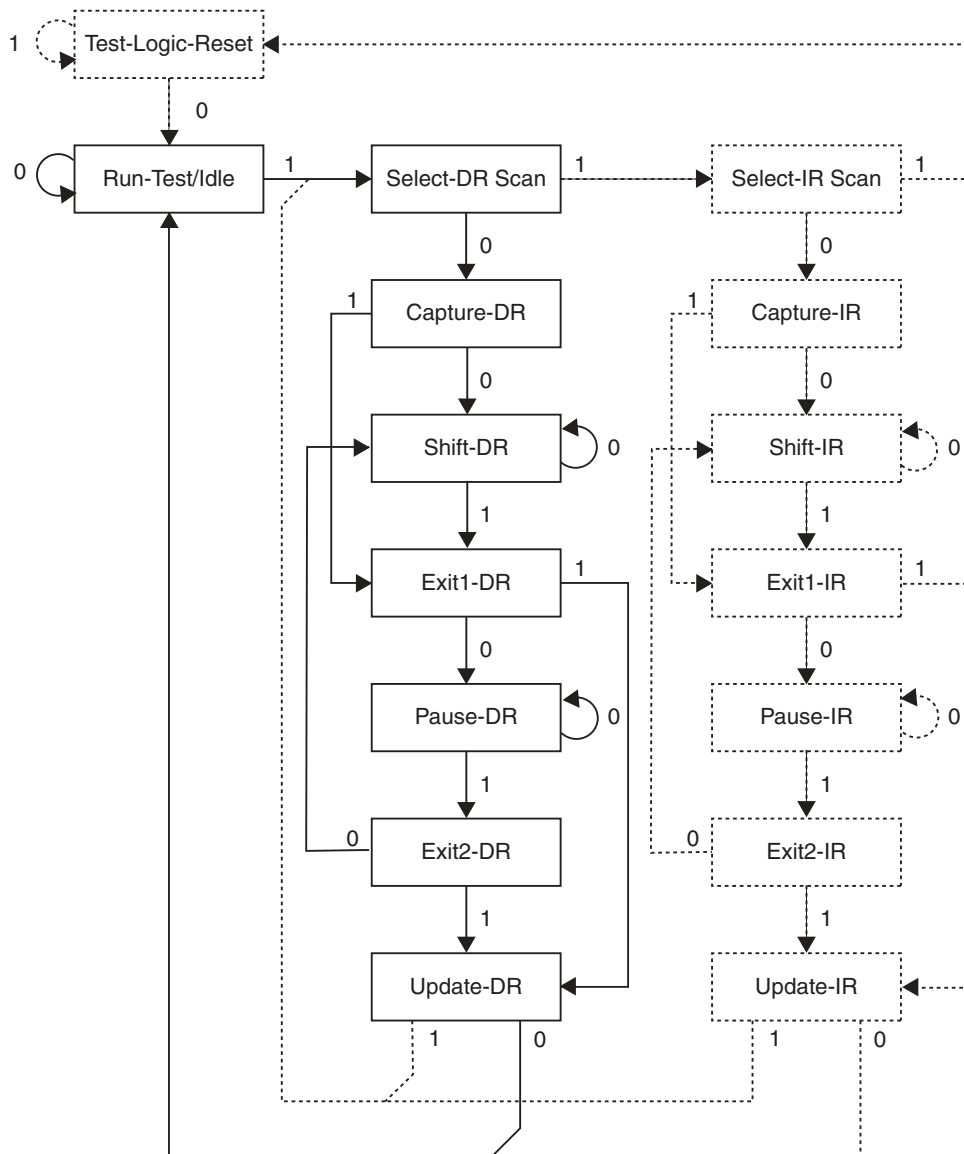 1 Test-Logic-Reset
0
0 Run-Test/Idle 1 Select-DR Scan 1 Select-IR Scan 1
0 0
1 Capture-DR 1 Capture-IR
0 0
Shift-DR 0 Shift-IR 0
1 1
Exit1-DR 1 Exit1-IR 1
0 0
Pause-DR 0 Pause-IR 0
1 1
0 Exit2-DR 0 Exit2-IR
1 1
Update-DR Update-IR
1 0 1 0